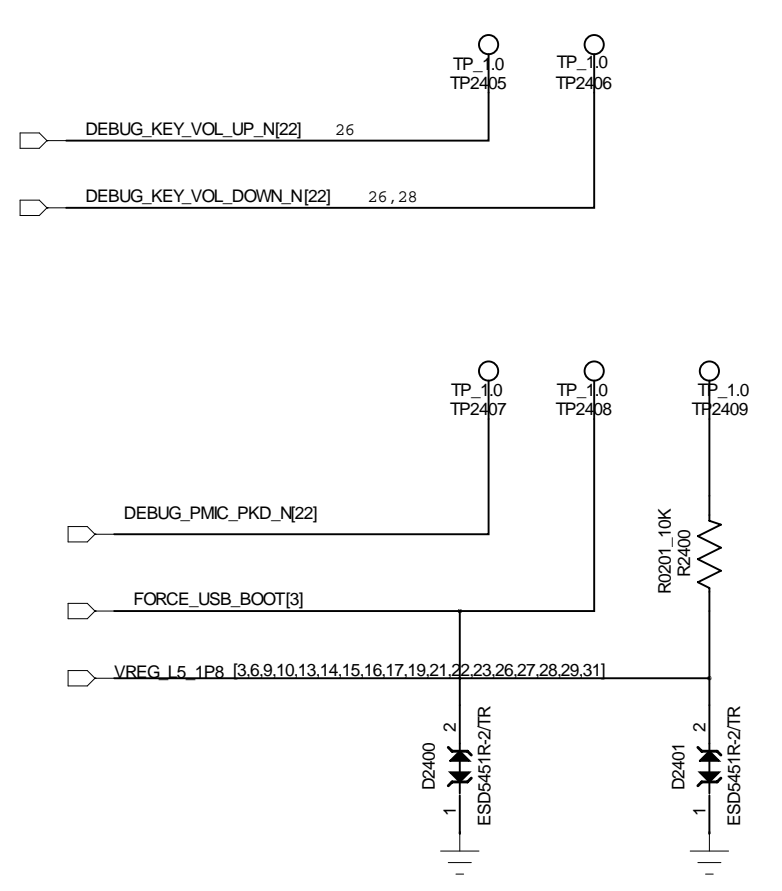 TP_1.0
TP2405
TP_1.0
TP2406
DEBUG_KEY_VOL_UP_N[22] 26
DEBUG_KEY_VOL_DOWN_N[22] 26,28
TP_1.0
TP2407
TP_1.0
TP2408
TP_1.0
TP2409
DEBUG_PMIC_PKD_N[22]
R0201_10K
R2400
FORCE_USB_BOOT[3]
VREG_L5_1P8 [3,6,9,10,13,14,15,16,17,19,21,22,23,26,27,28,29,31]
D2400
2
1
ESD5451R-2/TR
D2401
2
1
ESD5451R-2/TR